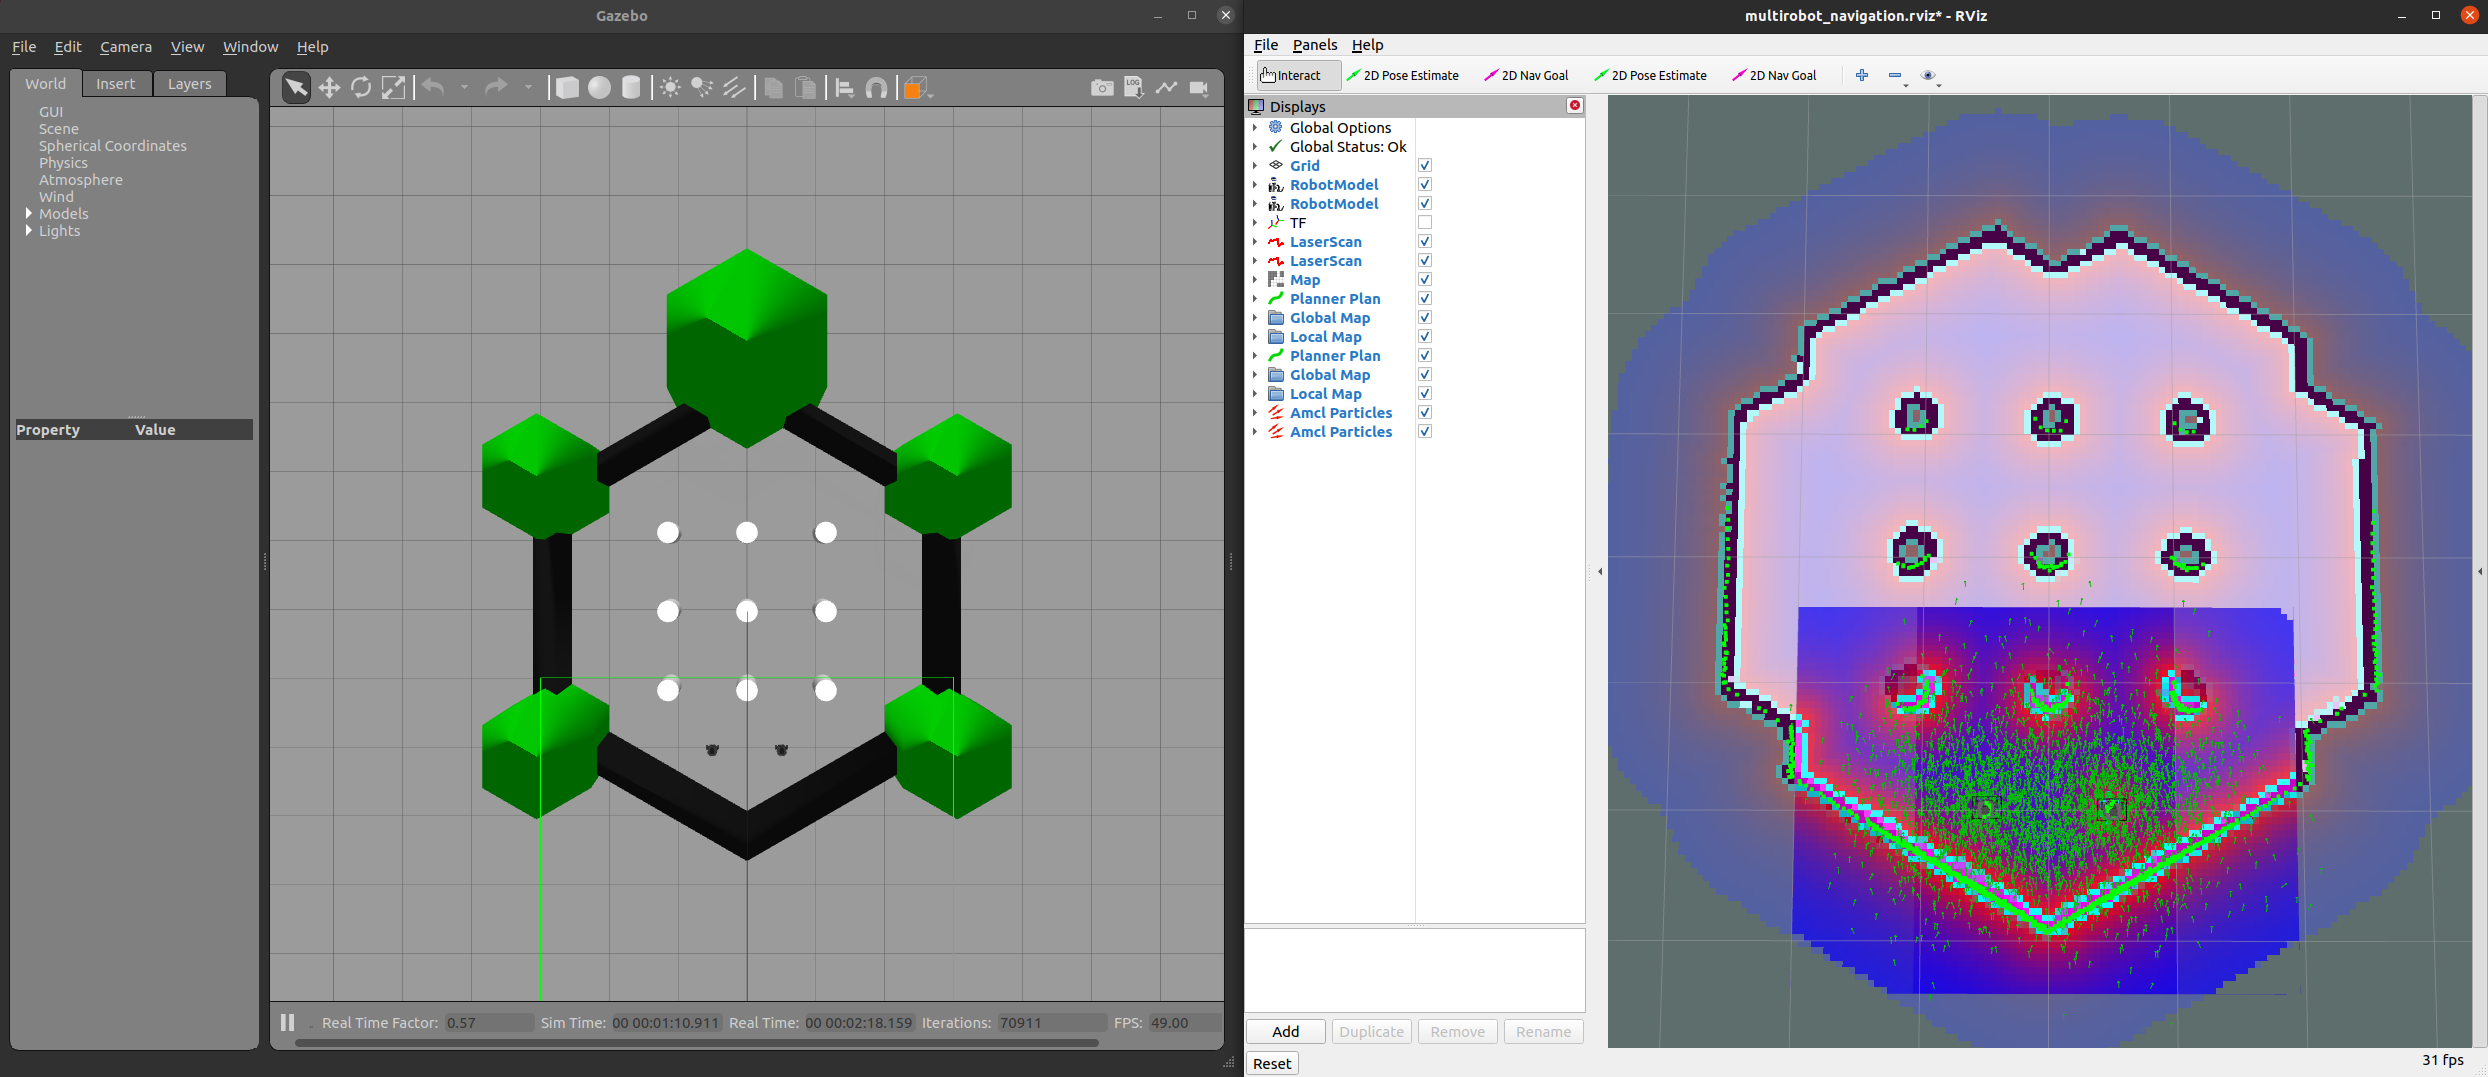 Gazebo
File Edit Camera View Window Help
World Insert Layers
GUI
Scene
Spherical Coordinates
Physics
Atmosphere
Wind
Models
Lights
Property Value
LOG
Real Time Factor: 0.57 Sim Time: 00 00:01:10.911 Real Time: 00 00:02:18.159 Iterations: 70911 FPS: 49.00
multirobot_navigation.rviz* - RViz
File Panels Help
Interact 2D Pose Estimate 2D Nav Goal 2D Pose Estimate 2D Nav Goal
Displays
Global Options
Global Status: Ok
Grid
RobotModel
RobotModel
TF
LaserScan
LaserScan
Map
Planner Plan
Global Map
Local Map
Planner Plan
Global Map
Local Map
Amcl Particles
Amcl Particles
Add Duplicate Remove Rename
Reset
31 fps